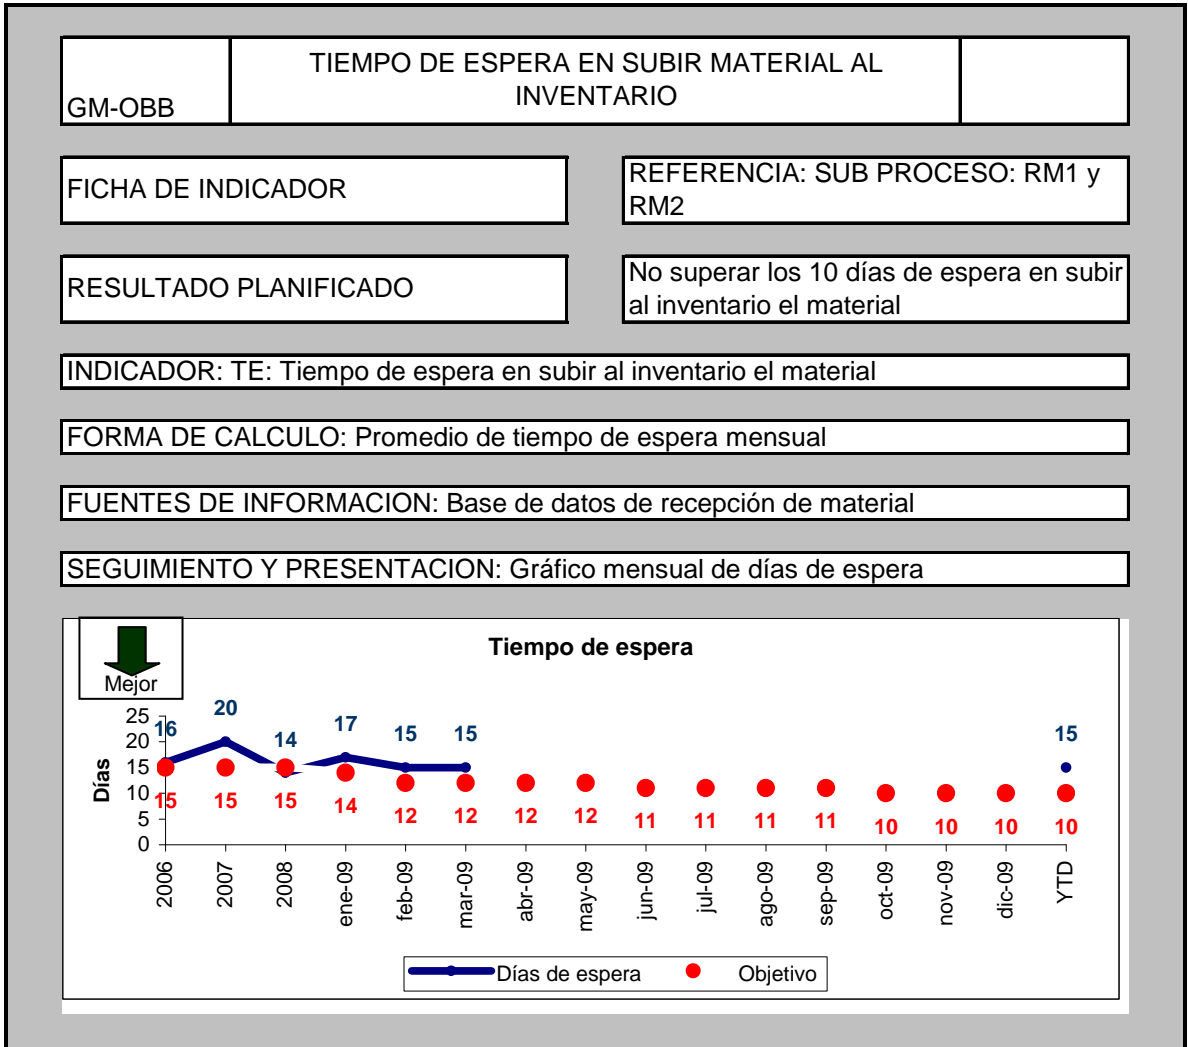 GM-OBB
TIEMPO DE ESPERA EN SUBIR MATERIAL AL
INVENTARIO
FICHA DE INDICADOR
REFERENCIA: SUB PROCESO: RM1 y
RM2
RESULTADO PLANIFICADO
No superar los 10 días de espera en subir
al inventario el material
INDICADOR: TE: Tiempo de espera en subir al inventario el material
FORMA DE CALCULO: Promedio de tiempo de espera mensual
FUENTES DE INFORMACION: Base de datos de recepción de material
SEGUIMIENTO Y PRESENTACION: Gráfico mensual de días de espera
Mejor
Tiempo de espera
Días
25
20
15
10
5
0
16 20 14 17 15 15 15
15 15 15 14 12 12 12 12 11 11 11 11 10 10 10 10
2006 2007 2008 ene-09 feb-09 mar-09 abr-09 may-09 jun-09 jul-09 ago-09 sep-09 oct-09 nov-09 dic-09 YTD
Días de espera Objetivo